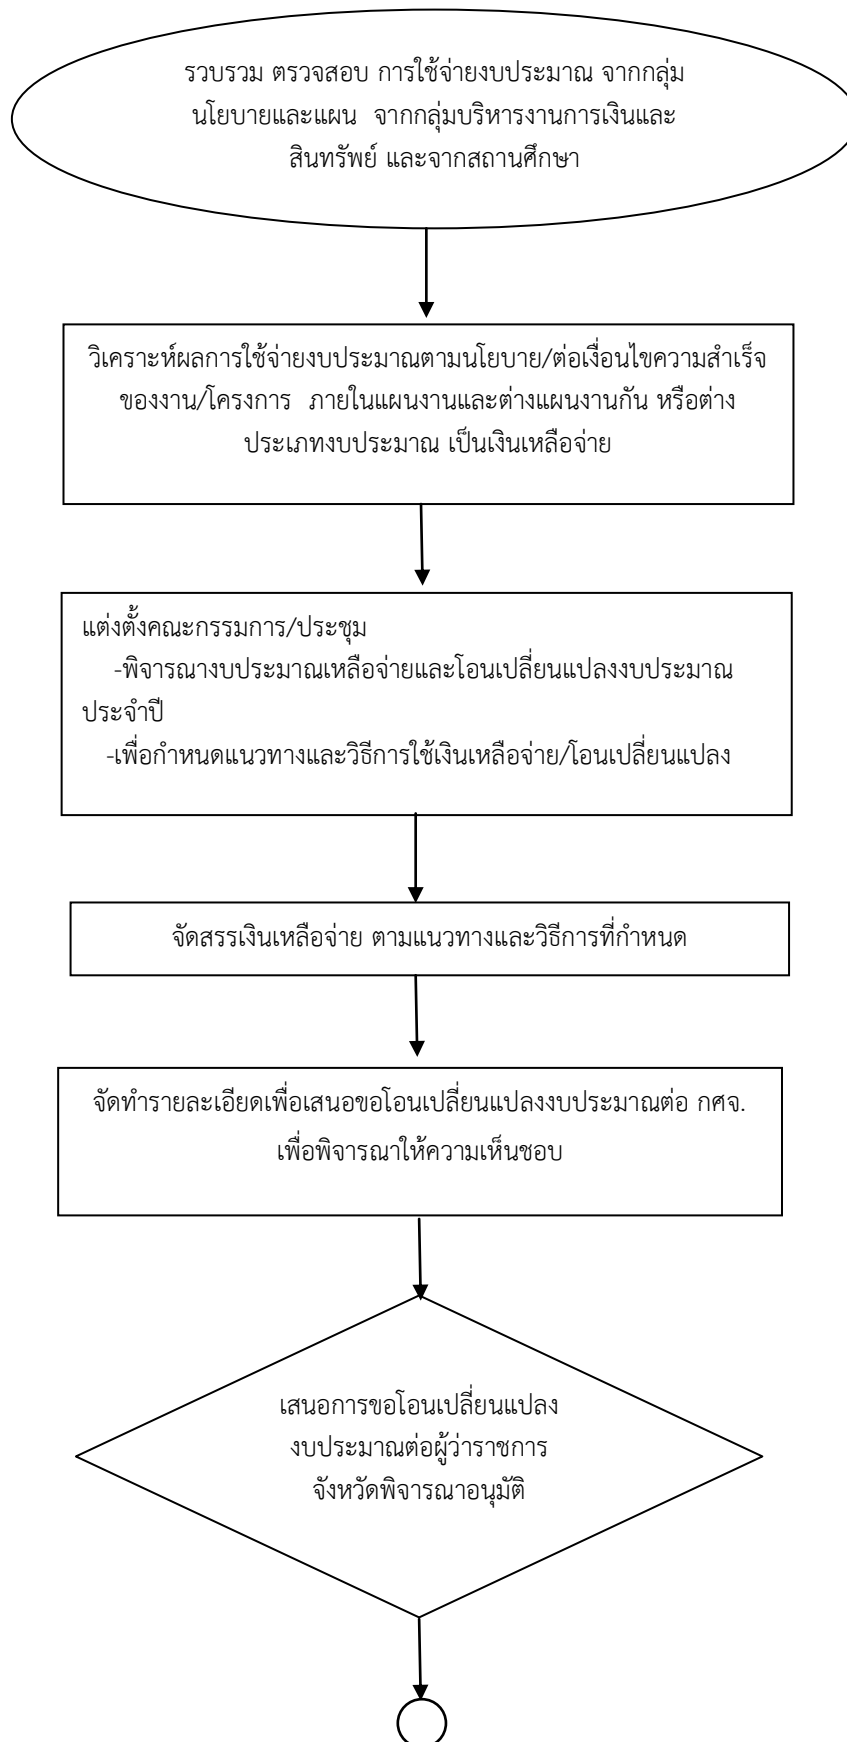 รวบรวม ตรวจสอบ การใช้จ่ายงบประมาณ จากกลุ่ม
นโยบายและแผน จากกลุ่มบริหารงานการเงินและ
สินทรัพย์ และจากสถานศึกษา
วิเคราะห์ผลการใช้จ่ายงบประมาณตามนโยบาย/ต่อเงื่อนไขความสำเร็จ
ของงาน/โครงการ ภายในแผนงานและต่างแผนงานกัน หรือต่าง
ประเภทงบประมาณ เป็นเงินเหลือจ่าย
แต่งตั้งคณะกรรมการ/ประชุม
-พิจารณางบประมาณเหลือจ่ายและโอนเปลี่ยนแปลงงบประมาณ
ประจำปี
-เพื่อกำหนดแนวทางและวิธีการใช้เงินเหลือจ่าย/โอนเปลี่ยนแปลง
จัดสรรเงินเหลือจ่าย ตามแนวทางและวิธีการที่กำหนด
จัดทำรายละเอียดเพื่อเสนอขอโอนเปลี่ยนแปลงงบประมาณต่อ กศจ.
เพื่อพิจารณาให้ความเห็นชอบ
เสนอการขอโอนเปลี่ยนแปลง
งบประมาณต่อผู้ว่าราชการ
จังหวัดพิจารณาอนุมัติ